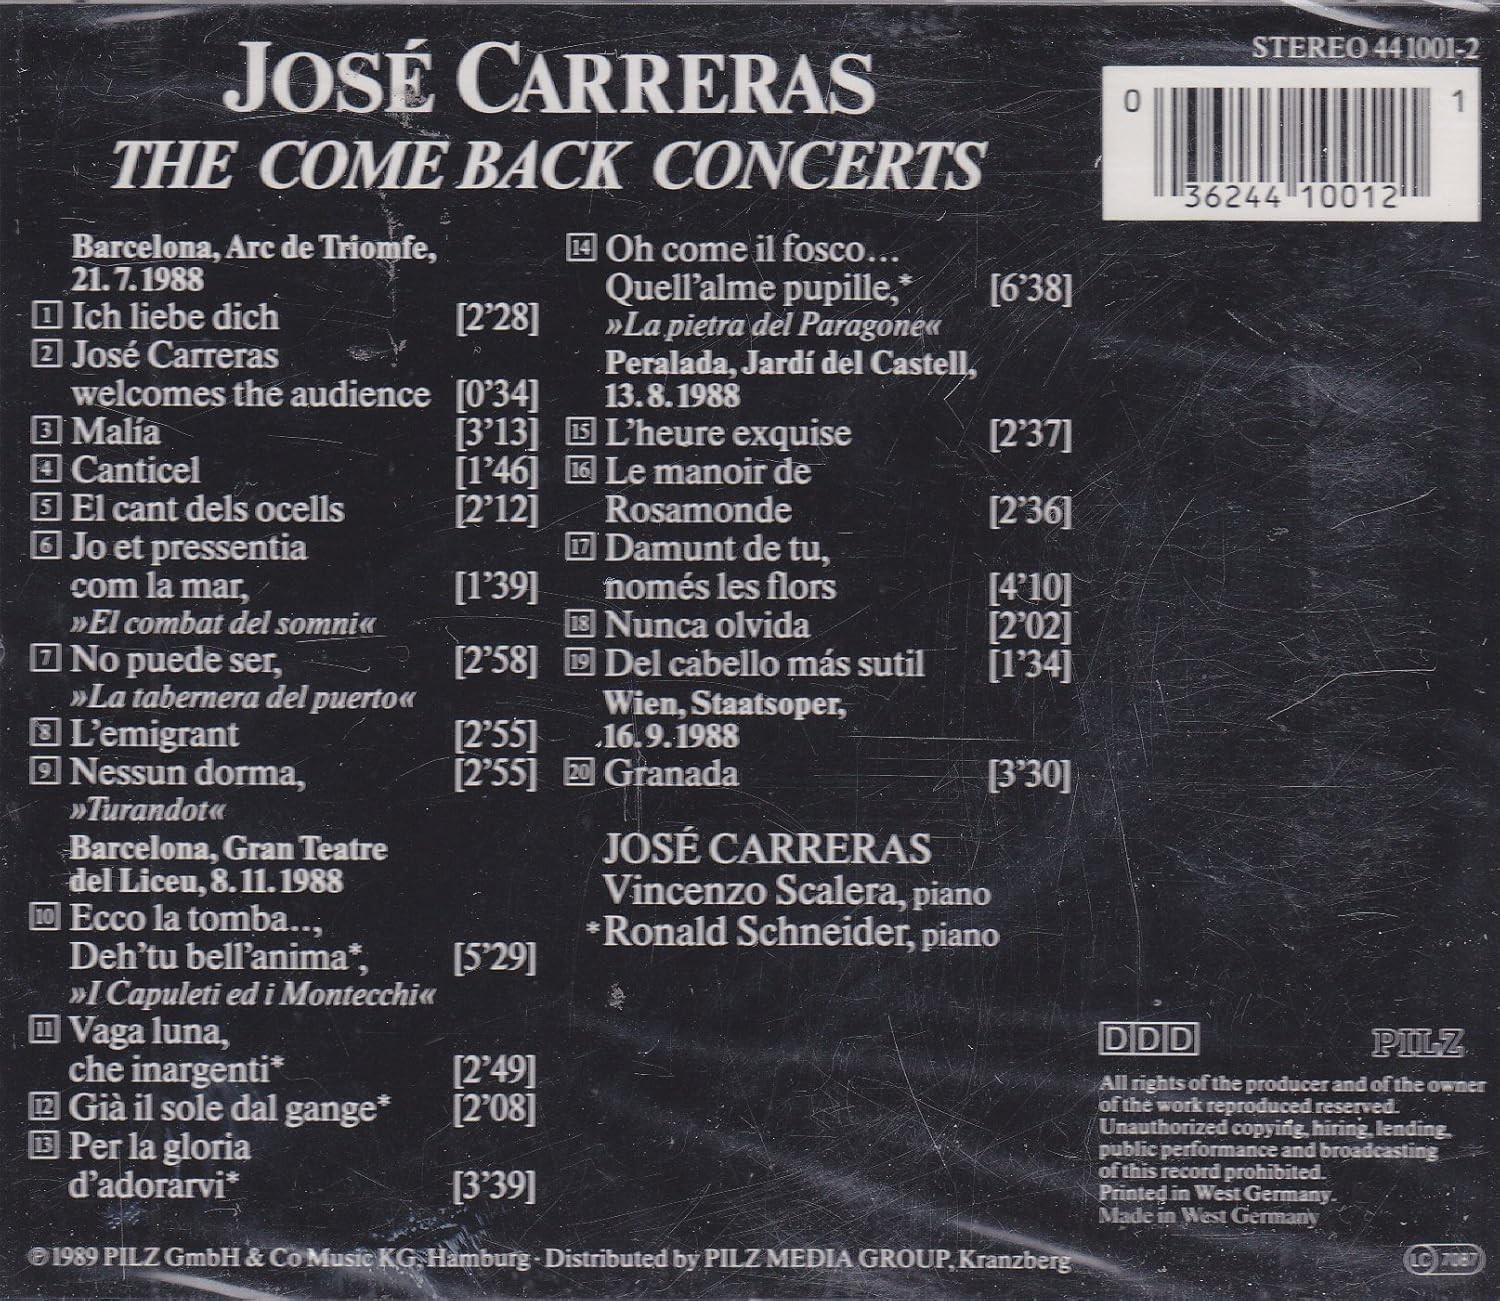 JOSÉ CARRERAS
THE COME BACK CONCERTS
STEREO 44 1001-2
0 36244 10012 1
Barcelona, Arc de Triomfe,
21.7.1988
1 Ich liebe dich [2'28]
2 José Carreras
welcomes the audience [0'34]
3 Malía [3'13]
4 Canticel [1'46]
5 El cant dels ocells [2'12]
6 Jo et pressentia
com la mar, [1'39]
»El combat del somni«
7 No puede ser, [2'58]
»La tabernera del puerto«
8 L'emigrant [2'55]
9 Nessun dorma, [2'55]
»Turandot«
Barcelona, Gran Teatre
del Liceu, 8.11.1988
10 Ecco la tomba...,
Deh'tu bell'anima*, [5'29]
»I Capuleti ed i Montecchi«
11 Vaga luna,
che inargenti* [2'49]
12 Già il sole dal gange* [2'08]
13 Per la gloria
d'adorarvi* [3'39]
14 Oh come il fosco...
Quell'alme pupille,* [6'38]
»La pietra del Paragone«
Peralada, Jardí del Castell,
13.8.1988
15 L'heure exquise [2'37]
16 Le manoir de
Rosamonde [2'36]
17 Damunt de tu,
només les flors [4'10]
18 Nunca olvida [2'02]
19 Del cabello más sutil [1'34]
Wien, Staatsoper,
16.9.1988
20 Granada [3'30]
JOSÉ CARRERAS
Vincenzo Scalera, piano
*Ronald Schneider, piano
DDD PILZ
All rights of the producer and of the owner
of the work reproduced reserved.
Unauthorized copying, hiring, lending,
public performance and broadcasting
of this record prohibited.
Printed in West Germany.
Made in West Germany
℗ 1989 PILZ GmbH & Co Music KG, Hamburg · Distributed by PILZ MEDIA GROUP, Kranzberg
LC 7087